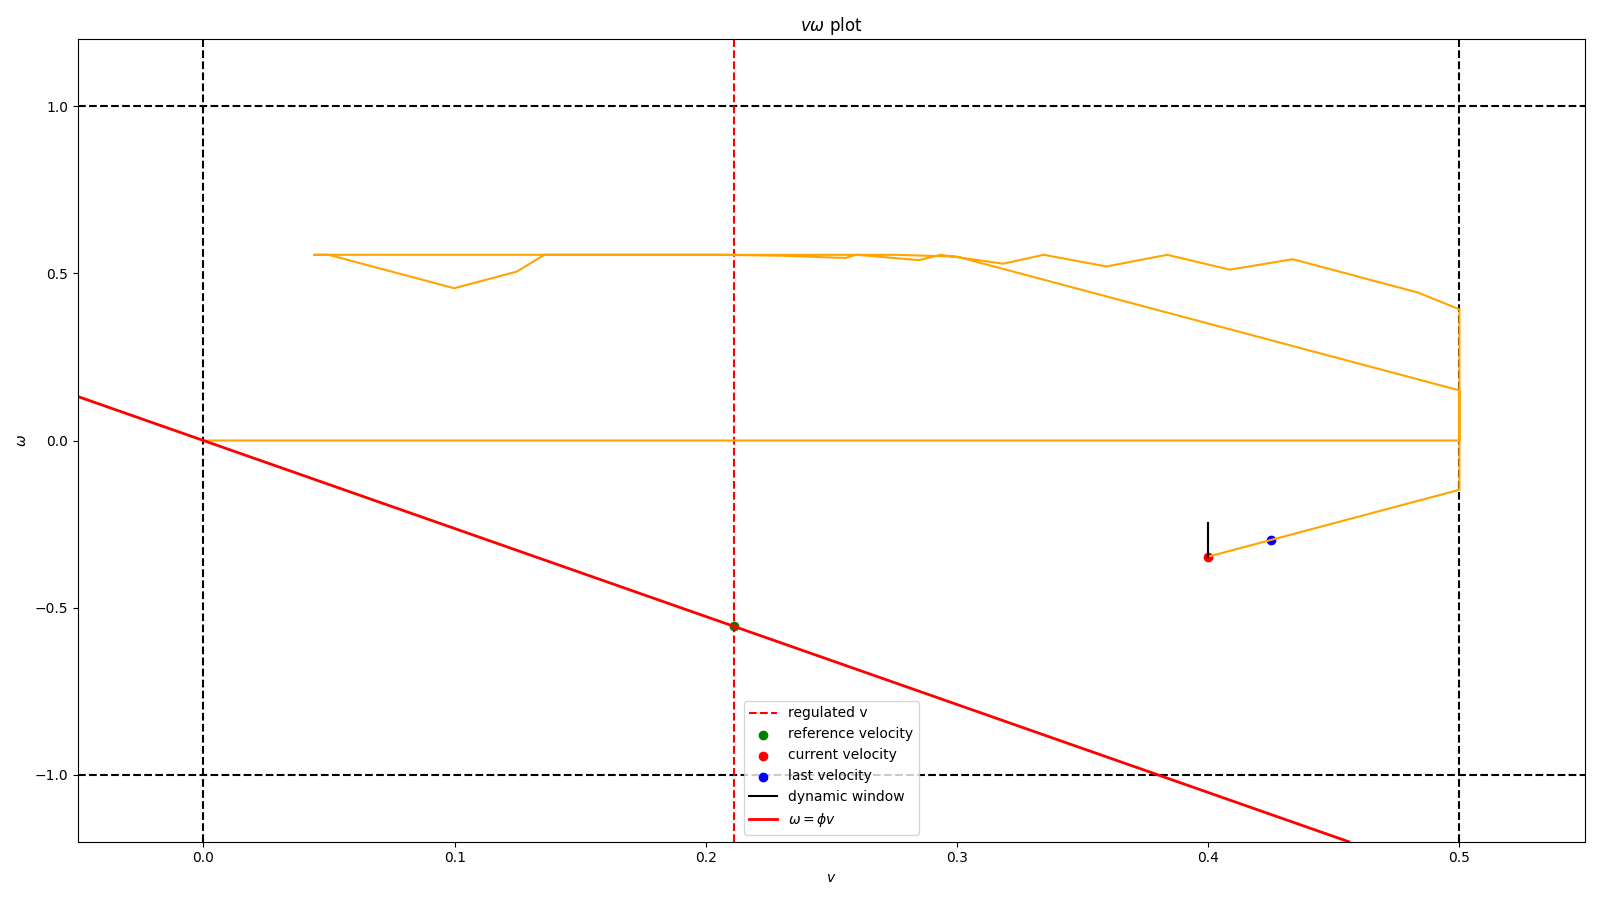 vω plot
1.0
0.5
0.0
−0.5
−1.0
ω
regulated v
reference velocity
current velocity
last velocity
dynamic window
ω = ϕv
0.0 0.1 0.2 0.3 0.4 0.5
v